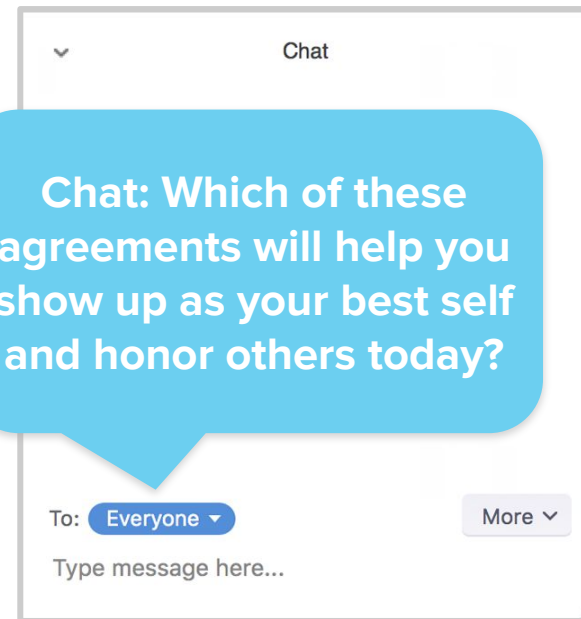 Chat
Chat: Which of these
agreements will help you
show up as your best self
and honor others today?
To: Everyone
More
Type message here...